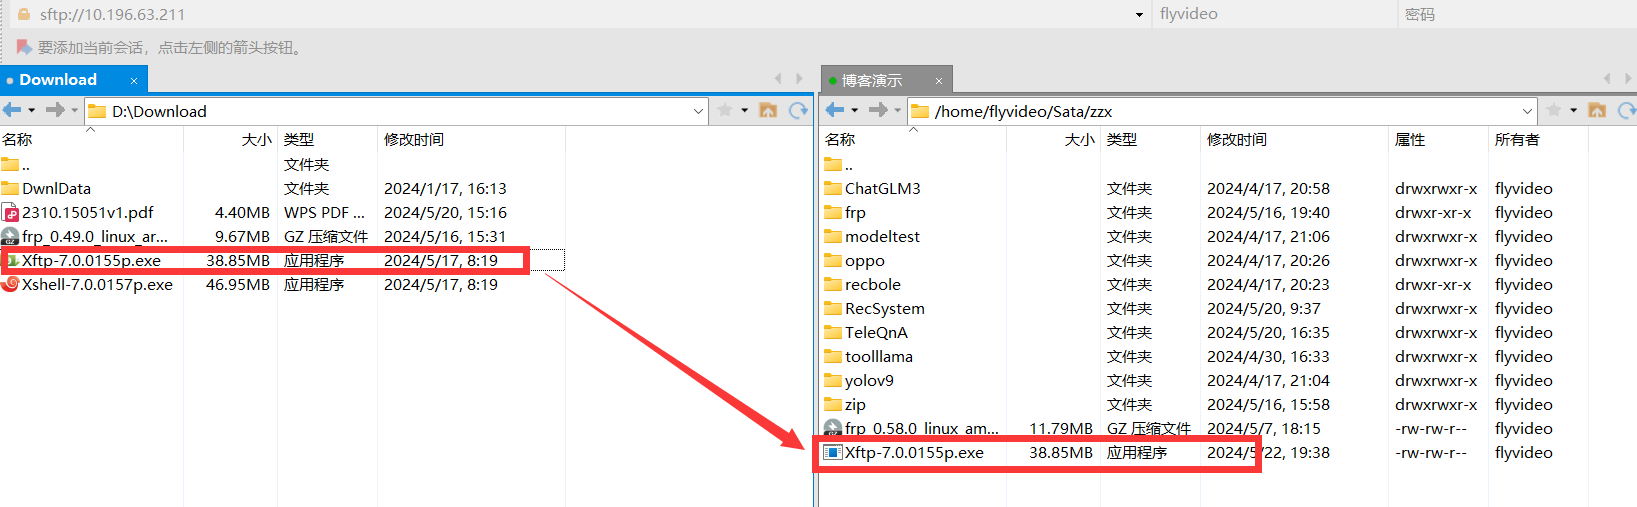 sftp://10.196.63.211 flyvideo 密码
要添加当前会话，点击左侧的箭头按钮。
Download ×
D:\Download
名称 大小 类型 修改时间
.. 文件夹
DwnlData 文件夹 2024/1/17, 16:13
2310.15051v1.pdf 4.40MB WPS PDF ... 2024/5/20, 15:16
frp_0.49.0_linux_ar... 9.67MB GZ 压缩文件 2024/5/16, 15:31
Xftp-7.0.0155p.exe 38.85MB 应用程序 2024/5/17, 8:19
Xshell-7.0.0157p.exe 46.95MB 应用程序 2024/5/17, 8:19
博客演示 ×
/home/flyvideo/Sata/zzx
名称 大小 类型 修改时间 属性 所有者
..
ChatGLM3 文件夹 2024/4/17, 20:58 drwxrwxr-x flyvideo
frp 文件夹 2024/5/16, 19:40 drwxr-xr-x flyvideo
modeltest 文件夹 2024/4/17, 21:06 drwxrwxr-x flyvideo
oppo 文件夹 2024/4/17, 20:26 drwxrwxr-x flyvideo
recbole 文件夹 2024/4/17, 20:23 drwxr-xr-x flyvideo
RecSystem 文件夹 2024/5/20, 9:37 drwxrwxr-x flyvideo
TeleQnA 文件夹 2024/5/20, 16:35 drwxrwxr-x flyvideo
toolllama 文件夹 2024/4/30, 16:33 drwxrwxr-x flyvideo
yolov9 文件夹 2024/4/17, 21:04 drwxrwxr-x flyvideo
zip 文件夹 2024/5/16, 15:58 drwxrwxr-x flyvideo
frp_0.58.0_linux_am... 11.79MB GZ 压缩文件 2024/5/7, 18:15 -rw-rw-r-- flyvideo
Xftp-7.0.0155p.exe 38.85MB 应用程序 2024/5/22, 19:38 -rw-rw-r-- flyvideo